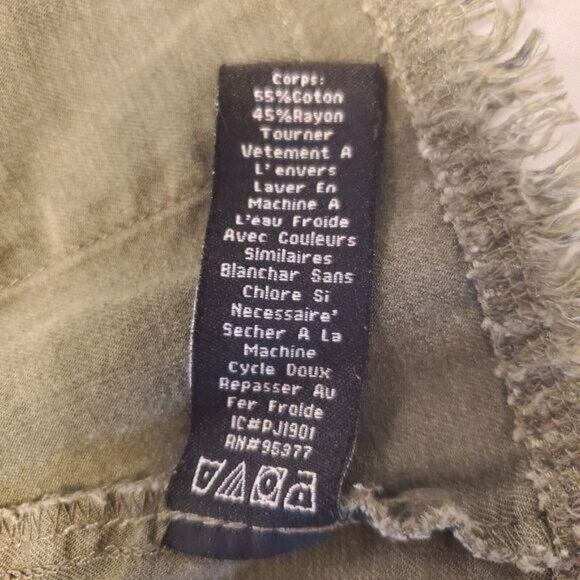 Corps:
55%Coton
45%Rayon
Tourner
Vetement A
L'envers
Laver En
Machine A
L'eau Froide
Avec Couleurs
Similaires
Blanchar Sans
Chlore Si
Necessaire'
Secher A La
Machine
Cycle Doux
Repasser Au
Fer Froide
IC#PJ1901
RN#95377